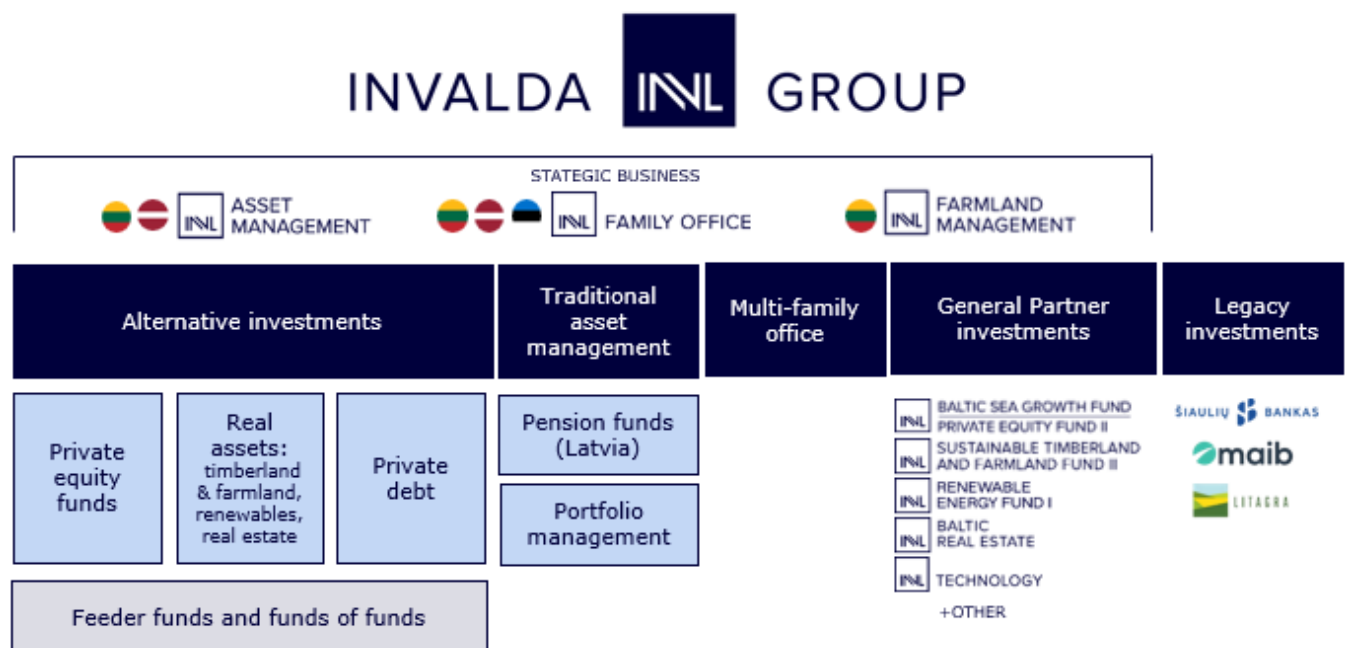 INVALDA INVL GROUP
STATEGIC BUSINESS
INVL ASSET
MANAGEMENT
INVL FAMILY OFFICE
INVL FARMLAND
MANAGEMENT
Alternative investments
Traditional
asset
management
Multi-family
office
General Partner
investments
Legacy
investments
Private
equity
funds
Real
assets:
timberland
& farmland,
renewables,
real estate
Private
debt
Pension funds
(Latvia)
Portfolio
management
Feeder funds and funds of funds
INVL BALTIC SEA GROWTH FUND
PRIVATE EQUITY FUND II
INVL SUSTAINABLE TIMBERLAND
AND FARMLAND FUND II
INVL RENEWABLE
ENERGY FUND I
INVL BALTIC
REAL ESTATE
INVL TECHNOLOGY
+OTHER
ŠIAULIŲ BANKAS
maib
LITAGRA